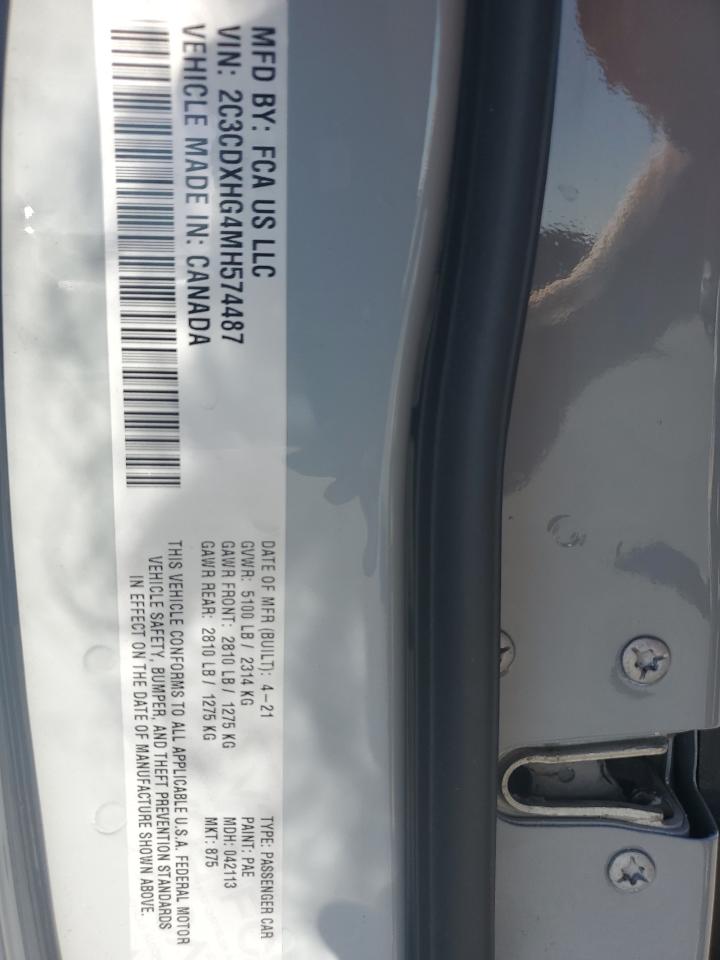 MFD BY: FCA US LLC
VIN: 2C3CDXHG4MH574487
VEHICLE MADE IN: CANADA
DATE OF MFR (BUILT): 4-21
GVWR: 5100 LB / 2314 KG
GAWR FRONT: 2810 LB / 1275 KG
GAWR REAR: 2810 LB / 1275 KG
TYPE: PASSENGER CAR
PAINT: PAE
MDH: 042113
MKT: 875
THIS VEHICLE CONFORMS TO ALL APPLICABLE U.S.A. FEDERAL MOTOR
VEHICLE SAFETY, BUMPER, AND THEFT PREVENTION STANDARDS
IN EFFECT ON THE DATE OF MANUFACTURE SHOWN ABOVE.